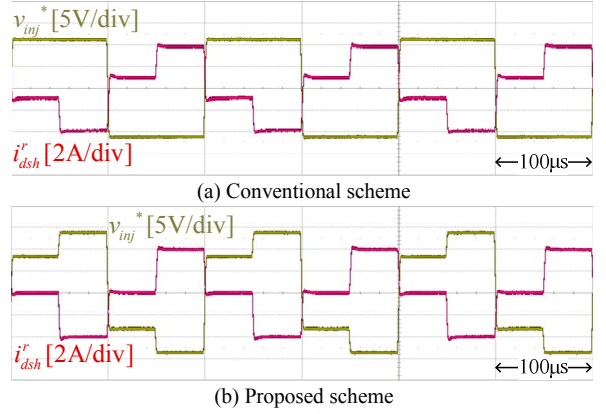 v_inj* [5V/div]
i^r_dsh [2A/div]
100μs
(a) Conventional scheme
v_inj* [5V/div]
i^r_dsh [2A/div]
100μs
(b) Proposed scheme